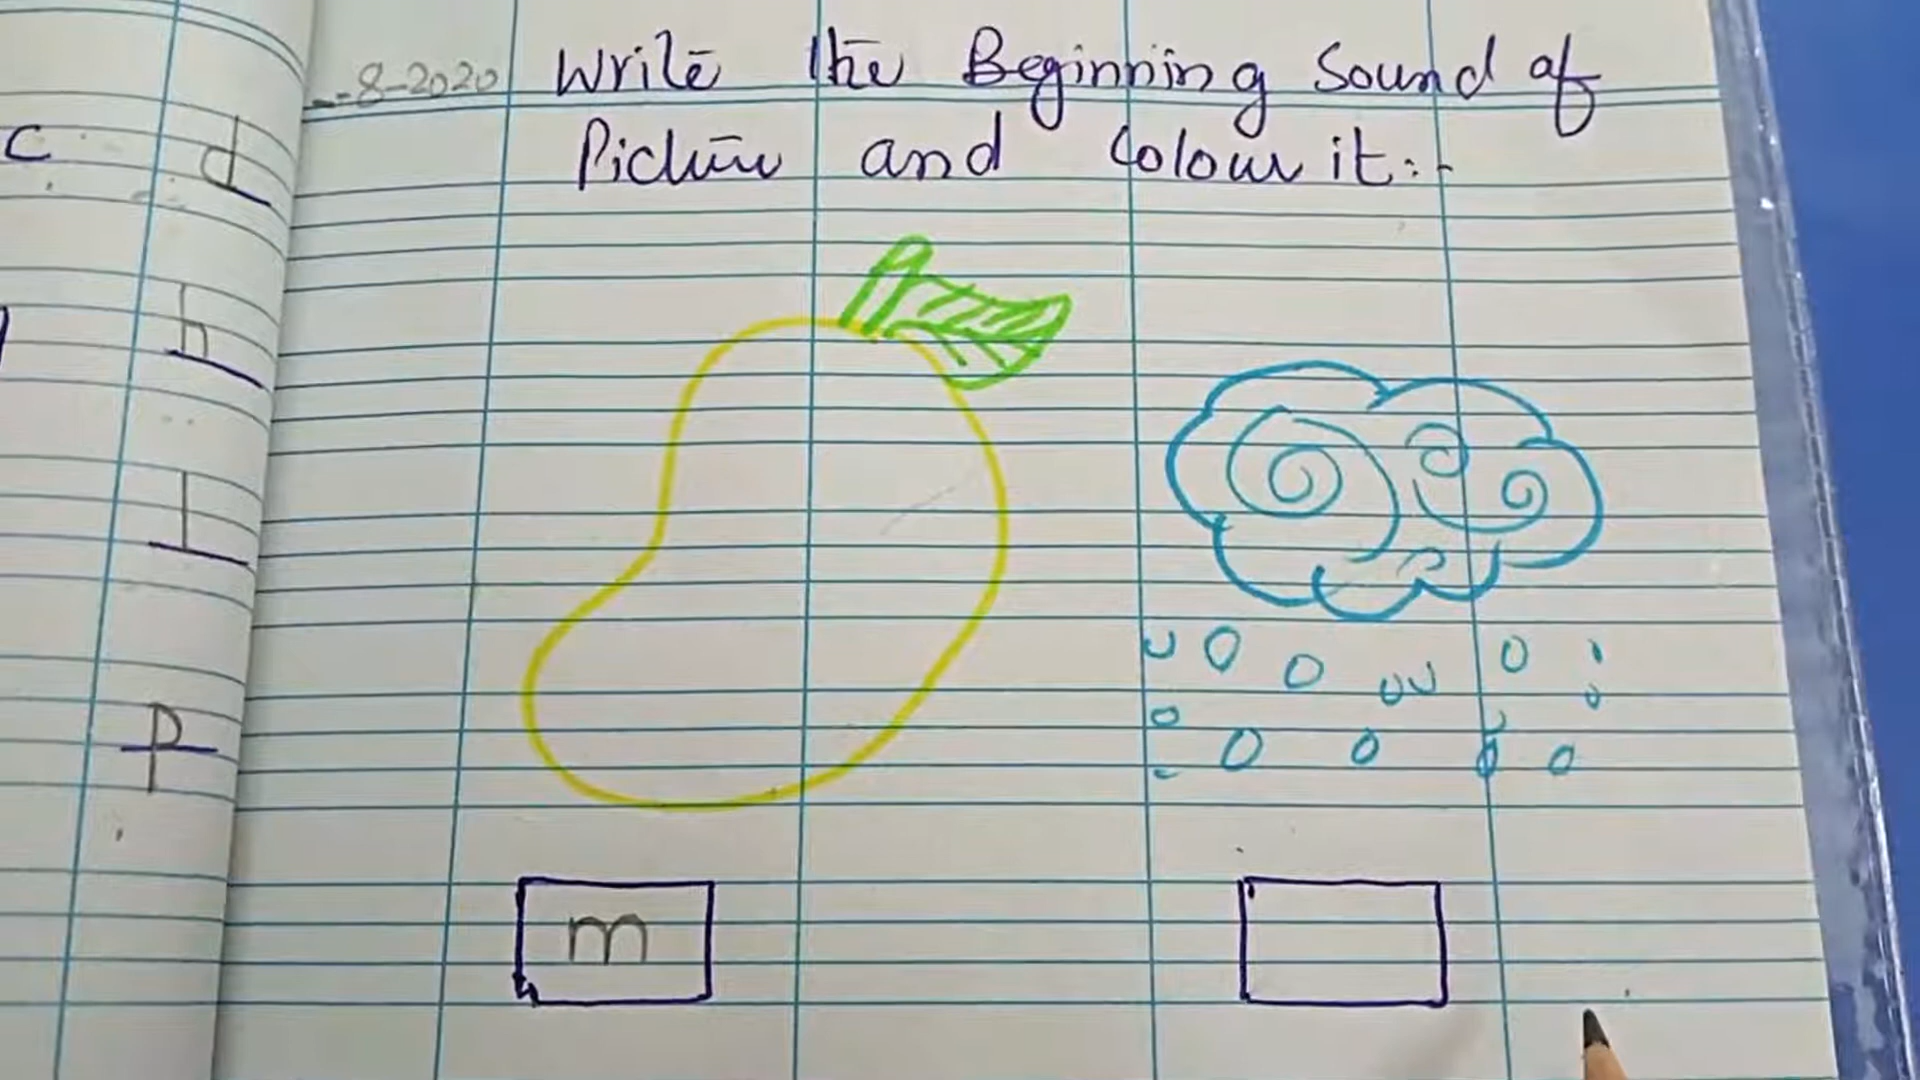 -8-2020
Write the Beginning Sound of
Picture and Colour it:-
c d
h
l
p
m